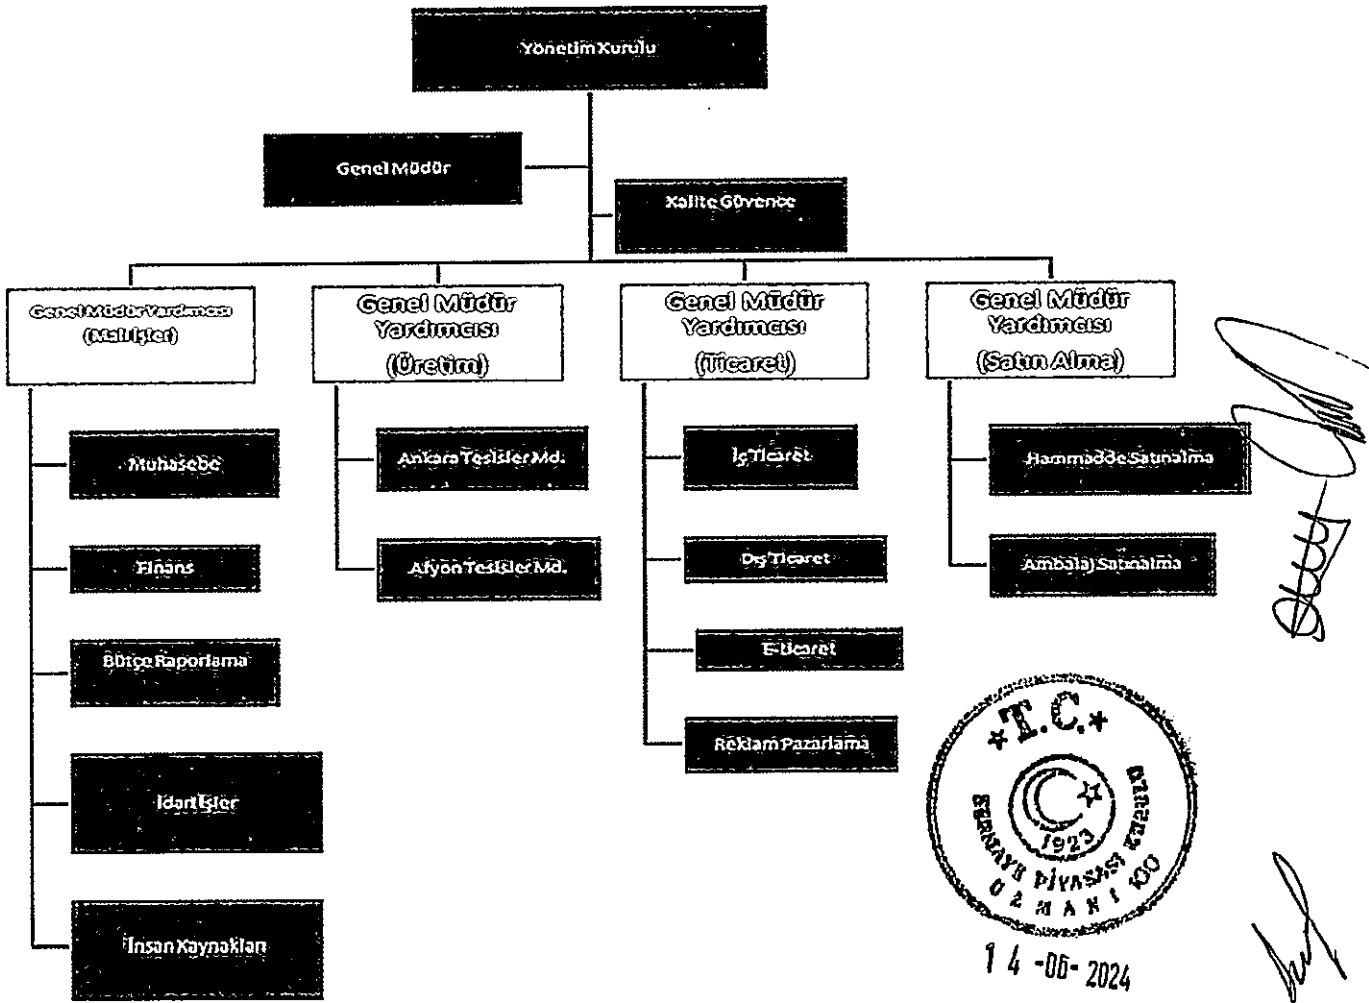 Yönetim Kurulu
Genel Müdür
Kalite Güvence
Genel Müdür Yardımcısı
(Mali İşler)
Genel Müdür
Yardımcısı
(Üretim)
Genel Müdür
Yardımcısı
(Ticaret)
Genel Müdür
Yardımcısı
(Satın Alma)
Muhasebe
Finans
Bütçe Raporlama
İdari İşler
İnsan Kaynakları
Ankara Tesisler Md.
Afyon Tesisler Md.
İç Ticaret
Dış Ticaret
E-ticaret
Reklam Pazarlama
Hammadde Satınalma
Ambalaj Satınalma
T.C.
1923
SERMAYE PİYASASI
UZMANI
14 -06- 2024